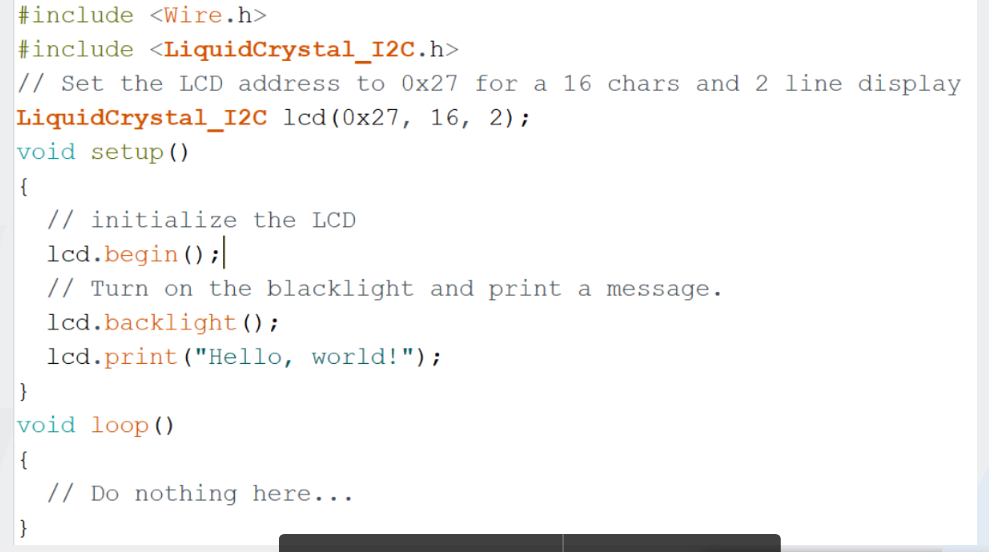 #include <Wire.h>
#include <LiquidCrystal_I2C.h>
// Set the LCD address to 0x27 for a 16 chars and 2 line display
LiquidCrystal_I2C lcd(0x27, 16, 2);
void setup()
{
  // initialize the LCD
  lcd.begin();
  // Turn on the blacklight and print a message.
  lcd.backlight();
  lcd.print("Hello, world!");
}
void loop()
{
  // Do nothing here...
}